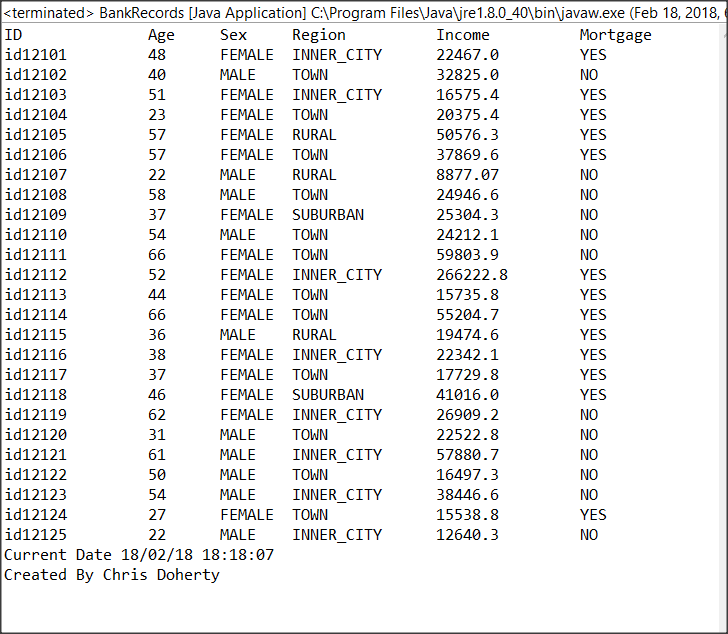 <terminated> BankRecords [Java Application] C:\Program Files\Java\jre1.8.0_40\bin\javaw.exe (Feb 18, 2018,
ID Age Sex Region Income Mortgage
id12101 48 FEMALE INNER_CITY 22467.0 YES
id12102 40 MALE TOWN 32825.0 NO
id12103 51 FEMALE INNER_CITY 16575.4 YES
id12104 23 FEMALE TOWN 20375.4 YES
id12105 57 FEMALE RURAL 50576.3 YES
id12106 57 FEMALE TOWN 37869.6 YES
id12107 22 MALE RURAL 8877.07 NO
id12108 58 MALE TOWN 24946.6 NO
id12109 37 FEMALE SUBURBAN 25304.3 NO
id12110 54 MALE TOWN 24212.1 NO
id12111 66 FEMALE TOWN 59803.9 NO
id12112 52 FEMALE INNER_CITY 266222.8 YES
id12113 44 FEMALE TOWN 15735.8 YES
id12114 66 FEMALE TOWN 55204.7 YES
id12115 36 MALE RURAL 19474.6 YES
id12116 38 FEMALE INNER_CITY 22342.1 YES
id12117 37 FEMALE TOWN 17729.8 YES
id12118 46 FEMALE SUBURBAN 41016.0 YES
id12119 62 FEMALE INNER_CITY 26909.2 NO
id12120 31 MALE TOWN 22522.8 NO
id12121 61 MALE INNER_CITY 57880.7 NO
id12122 50 MALE TOWN 16497.3 NO
id12123 54 MALE INNER_CITY 38446.6 NO
id12124 27 FEMALE TOWN 15538.8 YES
id12125 22 MALE INNER_CITY 12640.3 NO
Current Date 18/02/18 18:18:07
Created By Chris Doherty